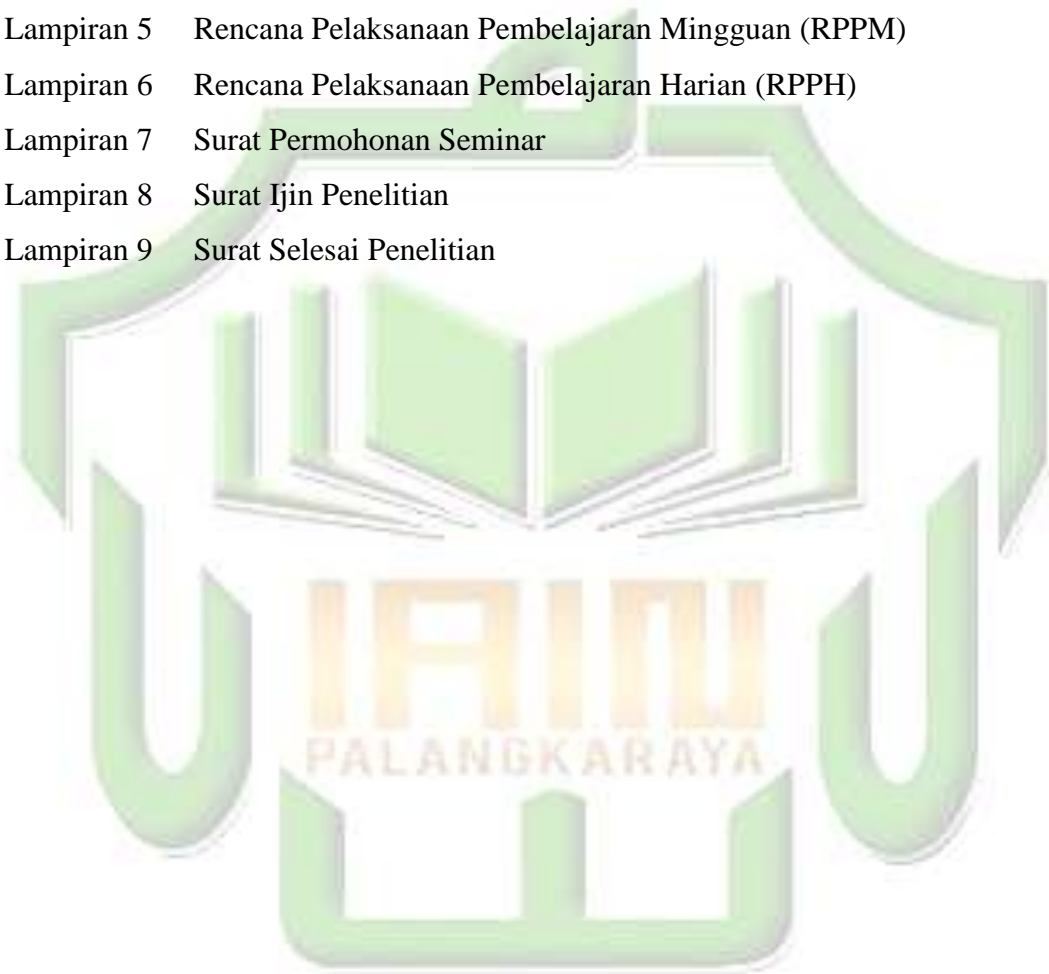 Lampiran 5 Rencana Pelaksanaan Pembelajaran Mingguan (RPPM)
Lampiran 6 Rencana Pelaksanaan Pembelajaran Harian (RPPH)
Lampiran 7 Surat Permohonan Seminar
Lampiran 8 Surat Ijin Penelitian
Lampiran 9 Surat Selesai Penelitian
IAIN
PALANGKARAYA